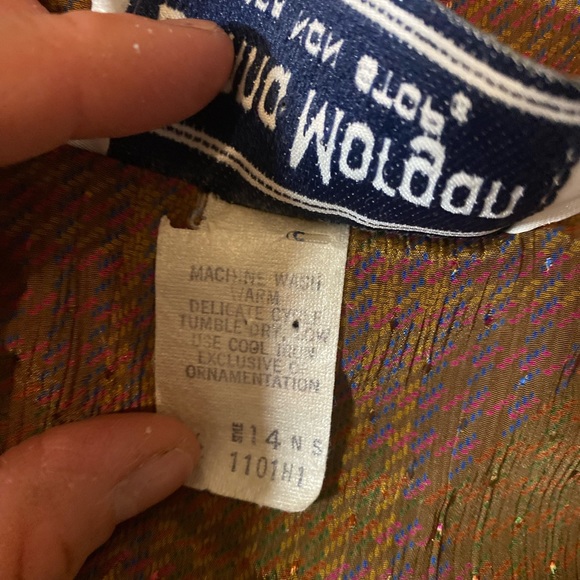 Morgan
MACHINE WASH
WARM
DELICATE CYCLE
TUMBLE DRY, LOW
USE COOL IRON
EXCLUSIVE OF
ORNAMENTATION
14 N S
1101H1